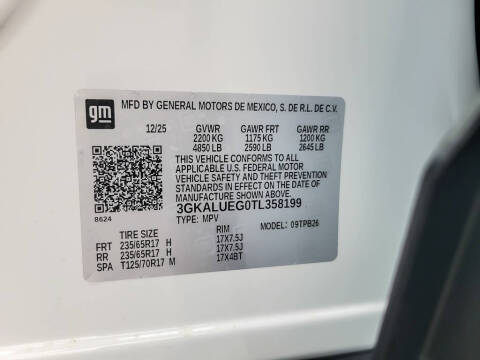 gm
MFD BY GENERAL MOTORS DE MEXICO, S. DE R.L. DE C.V.
12/25 GVWR GAWR FRT GAWR RR
2200 KG 1175 KG 1200 KG
4850 LB 2590 LB 2645 LB
THIS VEHICLE CONFORMS TO ALL
APPLICABLE U.S. FEDERAL MOTOR
VEHICLE SAFETY AND THEFT PREVENTION
STANDARDS IN EFFECT ON THE DATE OF
MANUFACTURE SHOWN ABOVE.
3GKALUEG0TL358199
8624 TYPE: MPV MODEL: 09TPB26
TIRE SIZE RIM
FRT 235/65R17 H 17X7.5J
RR 235/65R17 H 17X7.5J
SPA T125/70R17 M 17X4BT